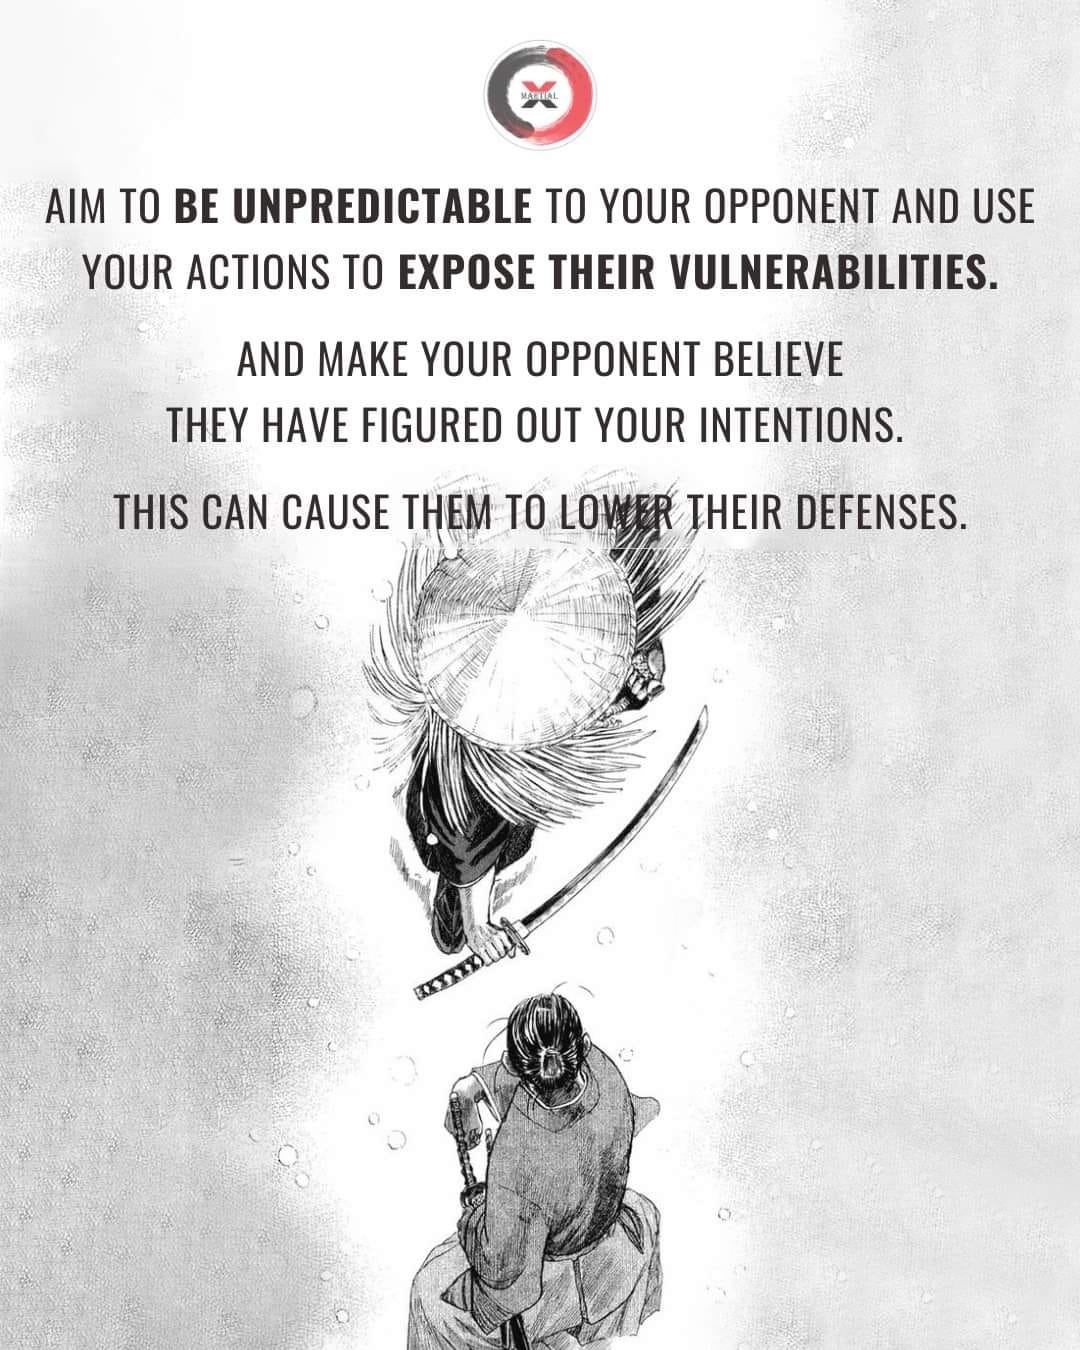 MARTIAL
X
AIM TO BE UNPREDICTABLE TO YOUR OPPONENT AND USE
YOUR ACTIONS TO EXPOSE THEIR VULNERABILITIES.
AND MAKE YOUR OPPONENT BELIEVE
THEY HAVE FIGURED OUT YOUR INTENTIONS.
THIS CAN CAUSE THEM TO LOWER THEIR DEFENSES.